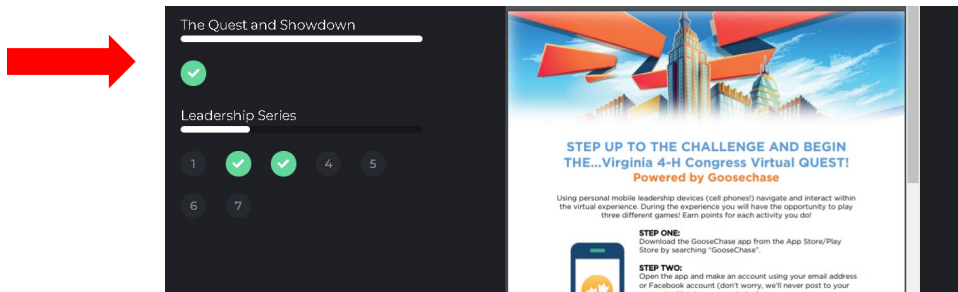 The Quest and Showdown
Leadership Series
1 4 5
6 7
STEP UP TO THE CHALLENGE AND BEGIN
THE...Virginia 4-H Congress Virtual QUEST!
Powered by Goosechase
Using personal mobile leadership devices (cell phones!) navigate and interact within
the virtual experience. During the experience you will have the opportunity to play
three different games! Earn points for each activity you do!
STEP ONE:
Download the GooseChase app from the App Store/Play
Store by searching "GooseChase".
STEP TWO:
Open the app and make an account using your email address
or Facebook account (don't worry, we'll never post to your